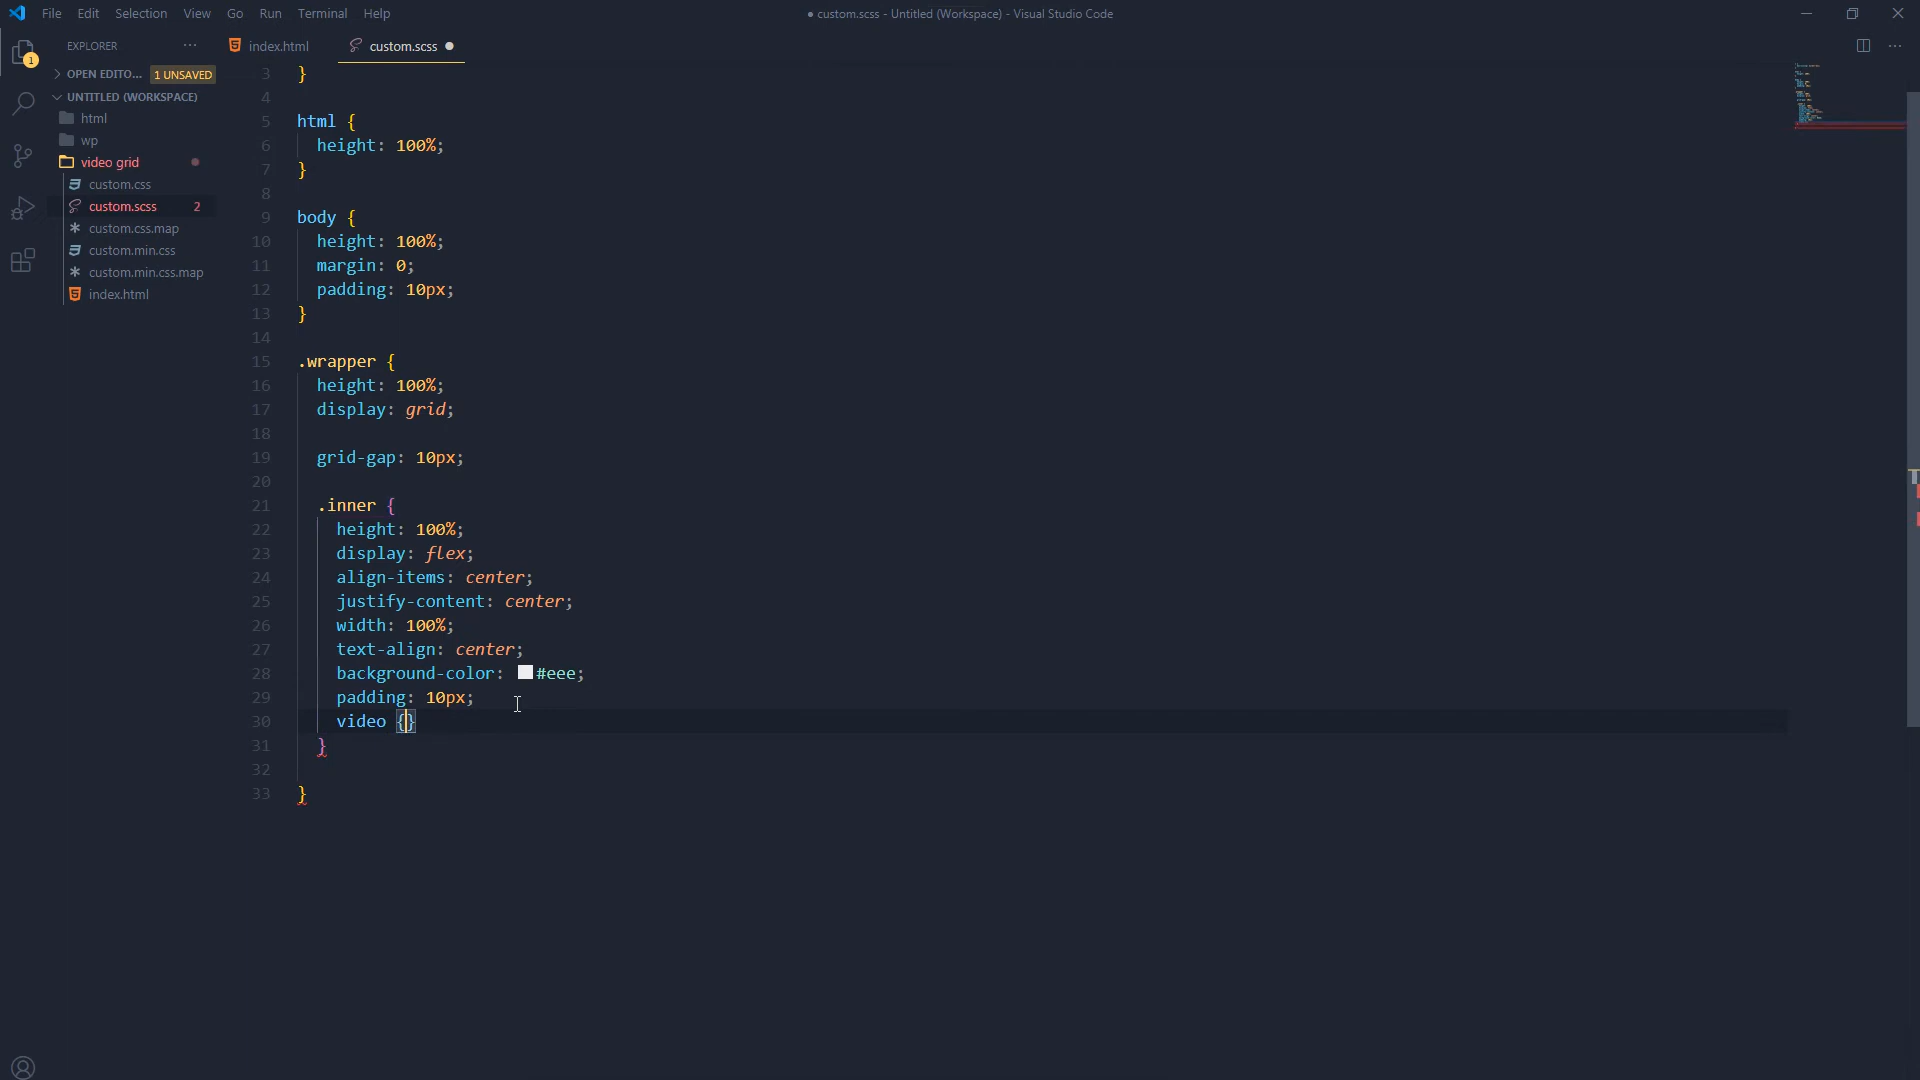 File Edit Selection View Go Run Terminal Help
● custom.scss - Untitled (Workspace) - Visual Studio Code
EXPLORER ···
index.html
custom.scss
1
OPEN EDITO... 1 UNSAVED
UNTITLED (WORKSPACE)
html
wp
video grid
custom.css
custom.scss 2
custom.css.map
custom.min.css
custom.min.css.map
index.html
3 }
4
5 html {
6 height: 100%;
7 }
8
9 body {
10 height: 100%;
11 margin: 0;
12 padding: 10px;
13 }
14
15 .wrapper {
16 height: 100%;
17 display: grid;
18
19 grid-gap: 10px;
20
21 .inner {
22 height: 100%;
23 display: flex;
24 align-items: center;
25 justify-content: center;
26 width: 100%;
27 text-align: center;
28 background-color: #eee;
29 padding: 10px;
30 video {}
31 }
32
33 }